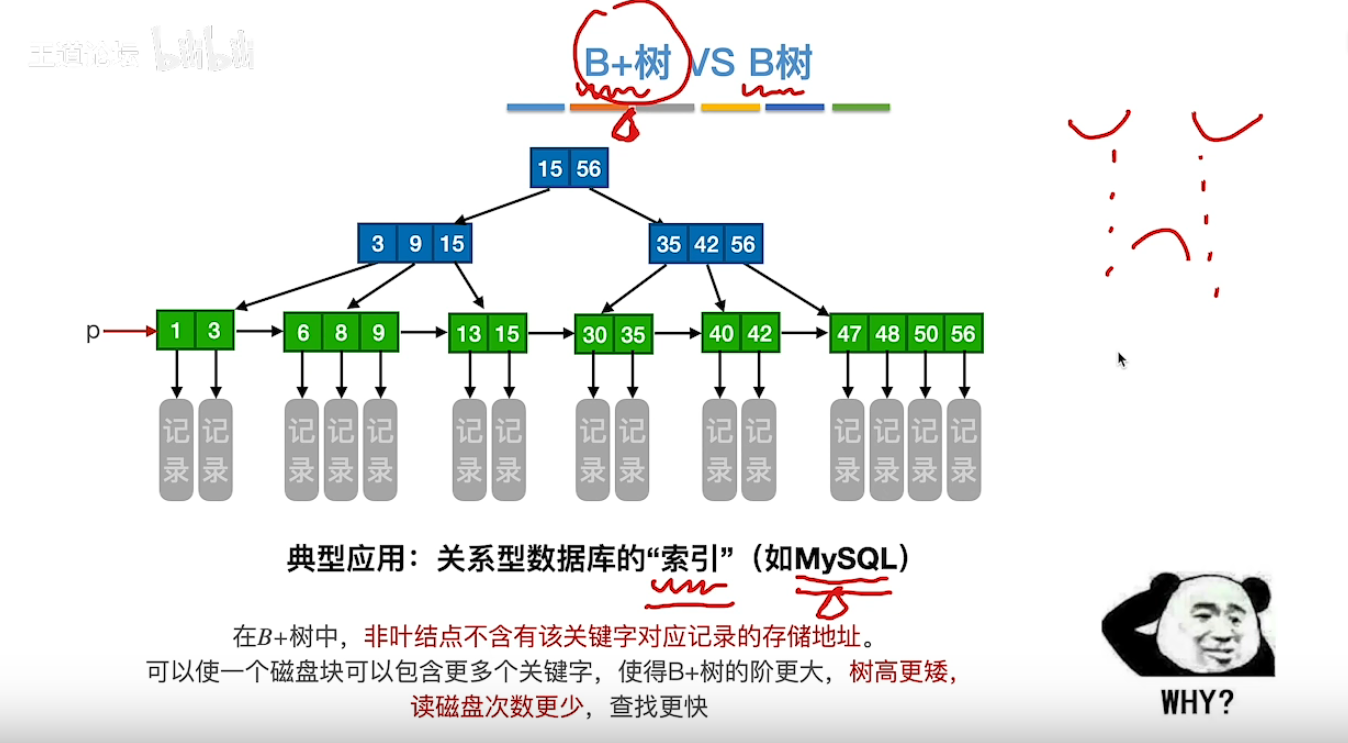 王道论坛 bilibili
B+树 VS B树
15 56
3 9 15 35 42 56
p 1 3 6 8 9 13 15 30 35 40 42 47 48 50 56
记录 记录 记录 记录 记录 记录 记录 记录 记录 记录 记录 记录 记录 记录 记录
典型应用：关系型数据库的“索引”（如MySQL）
在B+树中，非叶结点不含有该关键字对应记录的存储地址。
可以使一个磁盘块可以包含更多个关键字，使得B+树的阶更大，树高更矮，
读磁盘次数更少，查找更快
WHY?